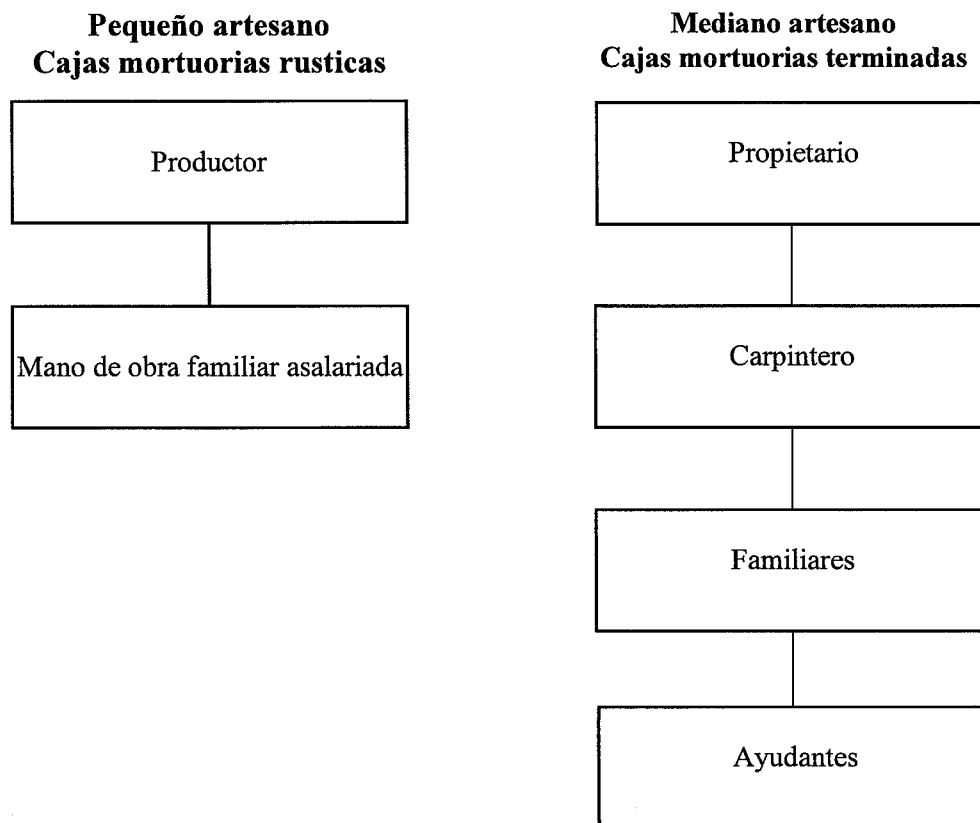 Pequeño artesano
Cajas mortuorias rusticas
Productor
Mano de obra familiar asalariada
Mediano artesano
Cajas mortuorias terminadas
Propietario
Carpintero
Familiares
Ayudantes